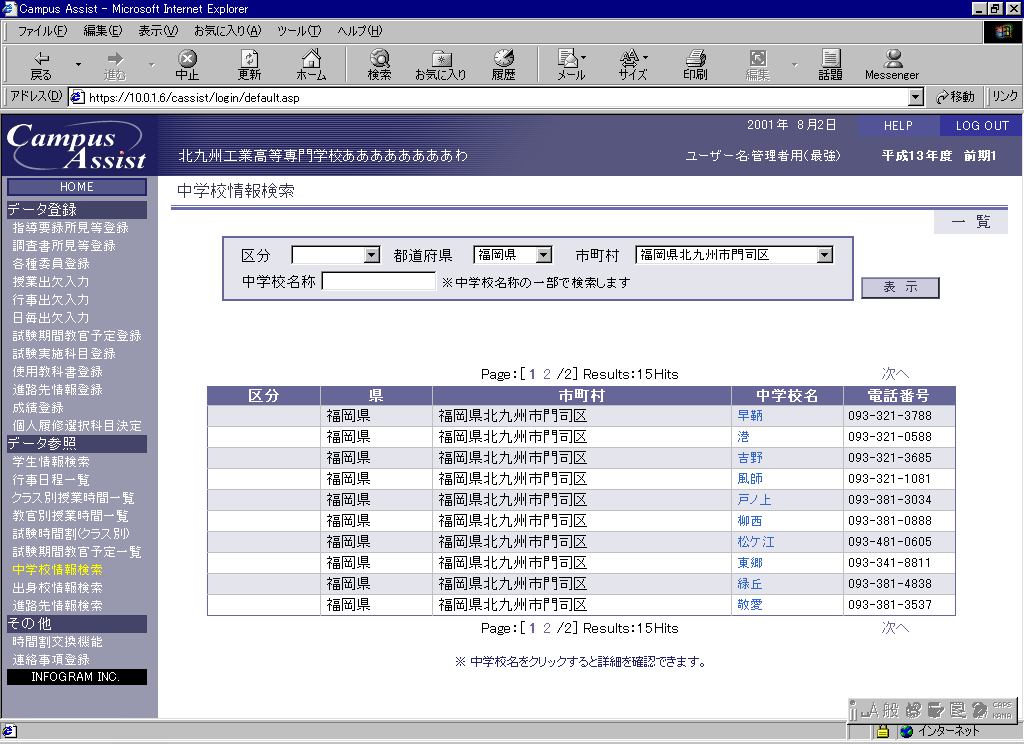 Campus Assist - Microsoft Internet Explorer
ファイル(F) 編集(E) 表示(V) お気に入り(A) ツール(T) ヘルプ(H)
戻る 進む 中止 更新 ホーム 検索 お気に入り 履歴 メール サイズ 印刷 編集 話題 Messenger
アドレス(D) https://10.0.1.6/cassist/login/default.asp 移動 リンク
2001年 8月2日 HELP LOG OUT
Campus Assist
北九州工業高等専門学校ああああああああわ ユーザー名:管理者用(最強) 平成13年度 前期1
HOME
データ登録
指導要録所見等登録
調査書所見等登録
各種委員登録
授業出欠入力
行事出欠入力
日毎出欠入力
試験期間教官予定登録
試験実施科目登録
使用教科書登録
進路先情報登録
成績登録
個人履修選択科目決定
データ参照
学生情報検索
行事日程一覧
クラス別授業時間一覧
教官別授業時間一覧
試験時間割(クラス別)
試験期間教官予定一覧
中学校情報検索
出身校情報検索
進路先情報検索
その他
時間割交換機能
連絡事項登録
INFOGRAM INC.
中学校情報検索
一 覧
区分 都道府県 福岡県 市町村 福岡県北九州市門司区
中学校名称 ※中学校名称の一部で検索します
表 示
Page:[ 1 2 /2] Results:15Hits 次へ
区分 県 市町村 中学校名 電話番号
福岡県 福岡県北九州市門司区 早鞆 093-321-3788
福岡県 福岡県北九州市門司区 港 093-321-0588
福岡県 福岡県北九州市門司区 吉野 093-321-3685
福岡県 福岡県北九州市門司区 風師 093-321-1081
福岡県 福岡県北九州市門司区 戸ノ上 093-381-3034
福岡県 福岡県北九州市門司区 柳西 093-381-0888
福岡県 福岡県北九州市門司区 松ケ江 093-481-0605
福岡県 福岡県北九州市門司区 東郷 093-341-8811
福岡県 福岡県北九州市門司区 緑丘 093-381-4838
福岡県 福岡県北九州市門司区 敬愛 093-381-3537
Page:[ 1 2 /2] Results:15Hits 次へ
※ 中学校名をクリックすると詳細を確認できます。
A 般 CAPS KANA
インターネット